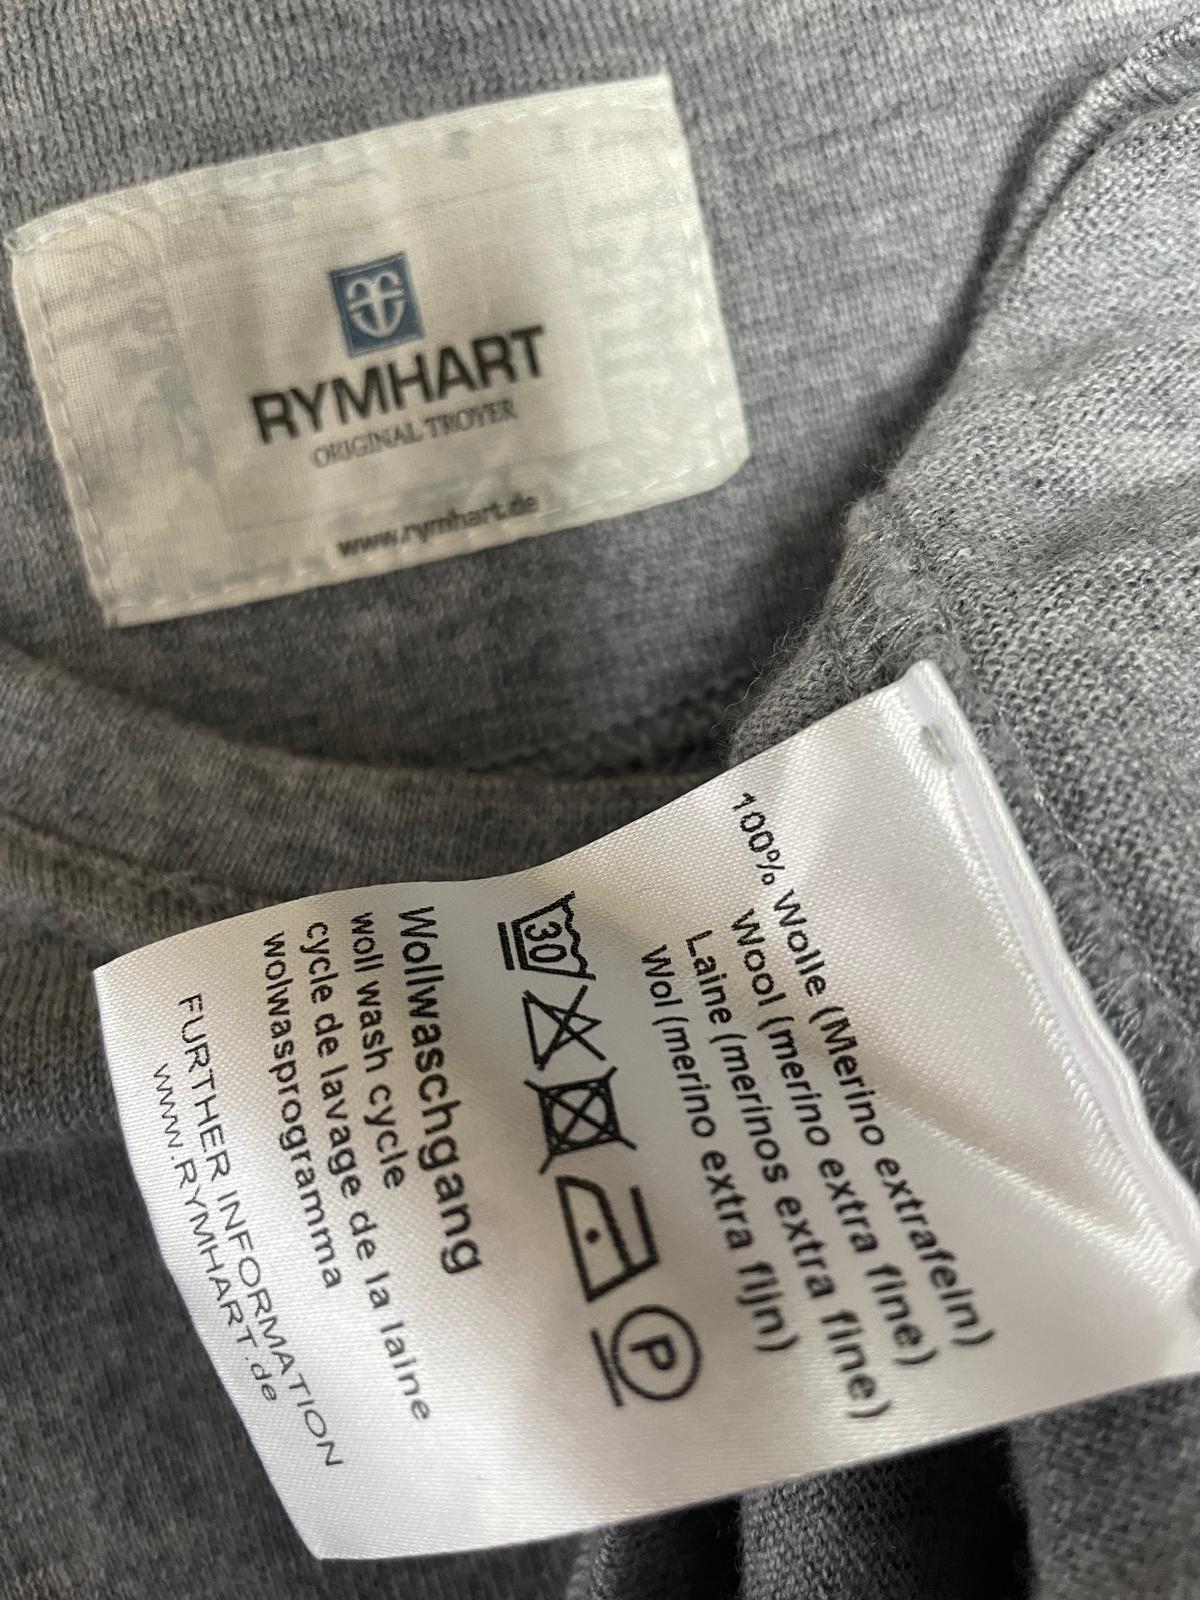 RYMHART
ORIGINAL TROYER
www.rymhart.de
100% Wolle (Merino extrafein)
Wool (merino extra fine)
Laine (merinos extra fine)
Wol (merino extra fijn)
30
P
Wollwaschgang
woll wash cycle
cycle de lavage de la laine
wolwasprogramma
FURTHER INFORMATION
www.RYMHART.de